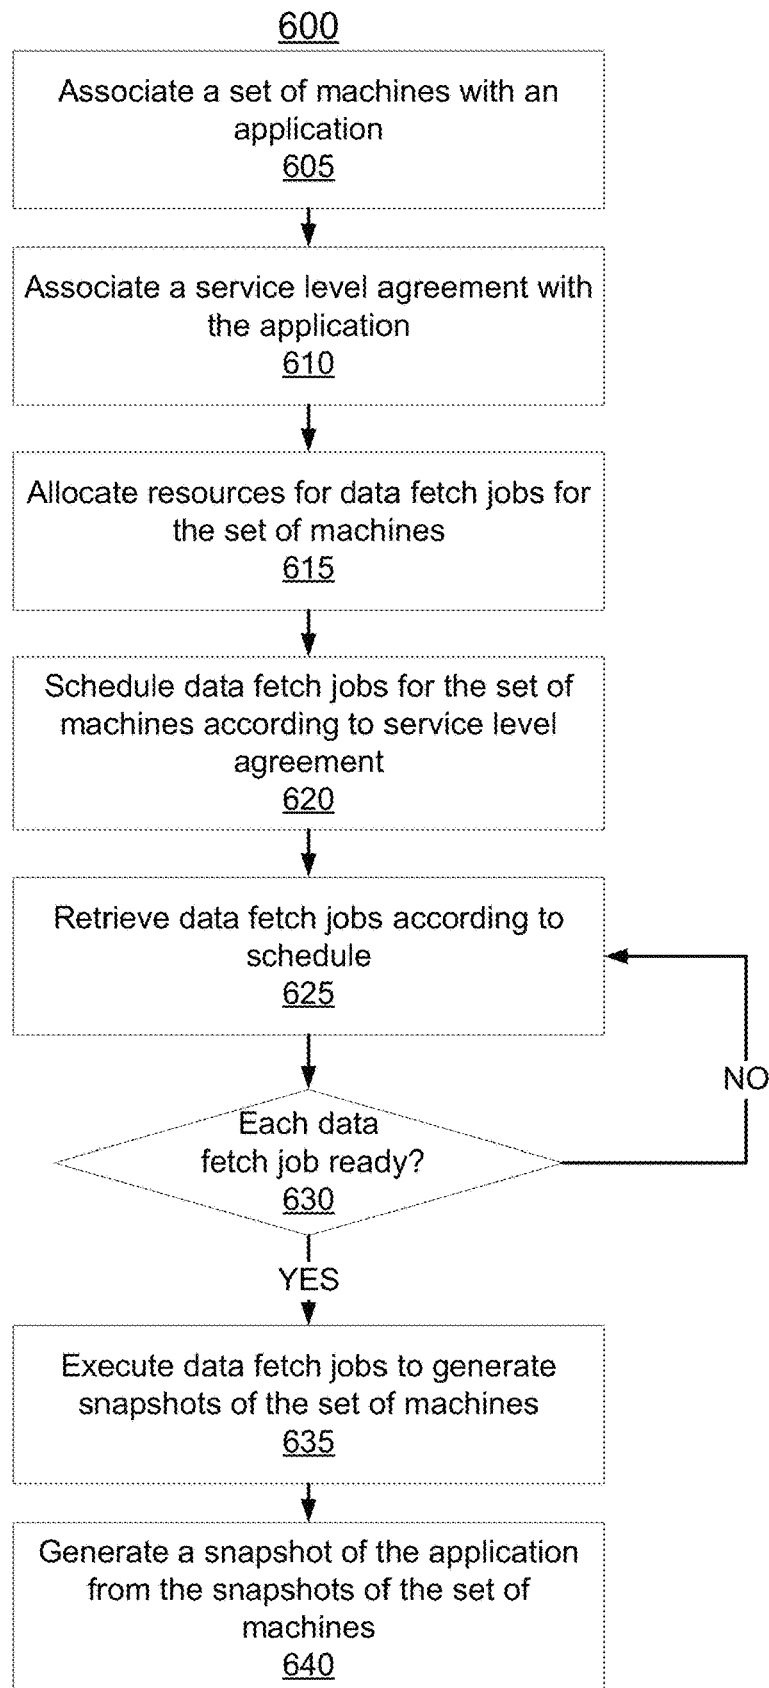 600
Associate a set of machines with an
application
605
Associate a service level agreement with
the application
610
Allocate resources for data fetch jobs for
the set of machines
615
Schedule data fetch jobs for the set of
machines according to service level
agreement
620
Retrieve data fetch jobs according to
schedule
625
NO
Each data
fetch job ready?
630
YES
Execute data fetch jobs to generate
snapshots of the set of machines
635
Generate a snapshot of the application
from the snapshots of the set of
machines
640